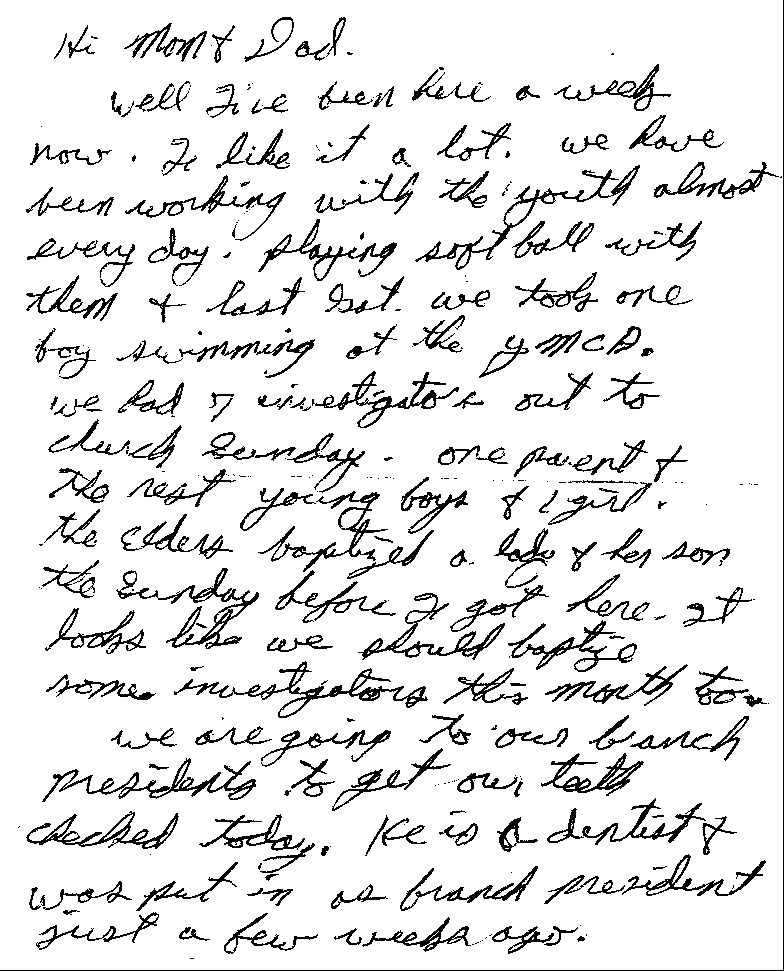 Hi Mom & Dad.
well I've been here a week
now. I like it a lot. we have
been working with the youth almost
every day. playing softball with
them & last Sat. we took one
boy swimming at the YMCA.
we had 7 investigators out to
church Sunday. one parent &
the rest young boys & 1 girl.
the Elders baptized a lady & her son
the Sunday before I got here. It
looks like we should baptize
some investigators this month too.
we are going to our branch
presidents to get our teeth
checked today. He is a dentist &
was put in as branch president
just a few weeks ago.